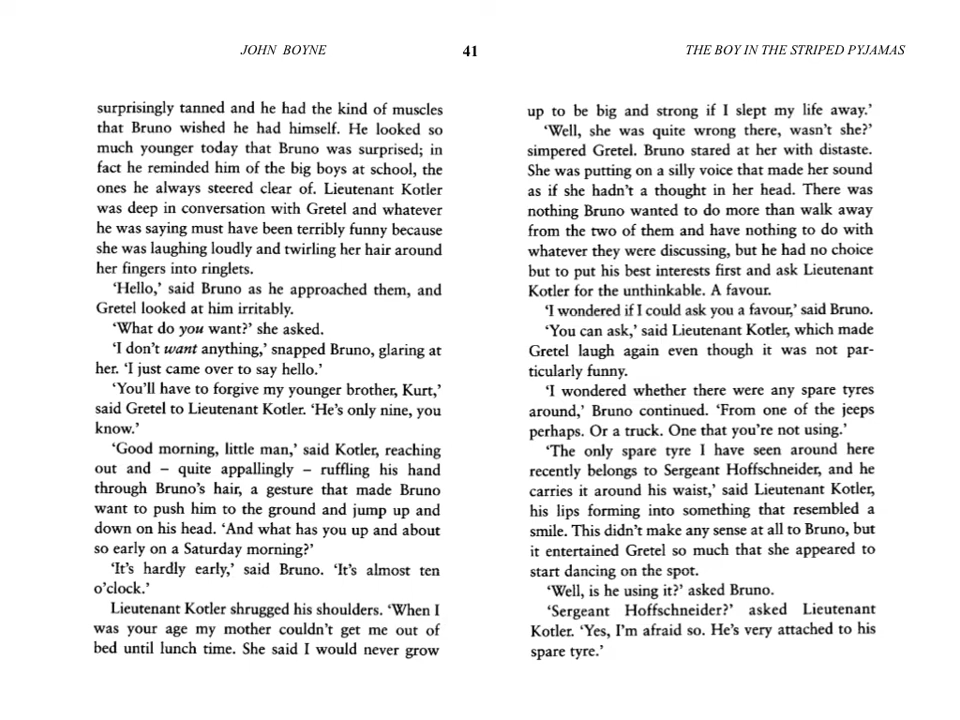 JOHN BOYNE
41
THE BOY IN THE STRIPED PYJAMAS
surprisingly tanned and he had the kind of muscles
that Bruno wished he had himself. He looked so
much younger today that Bruno was surprised; in
fact he reminded him of the big boys at school, the
ones he always steered clear of. Lieutenant Kotler
was deep in conversation with Gretel and whatever
he was saying must have been terribly funny because
she was laughing loudly and twirling her hair around
her fingers into ringlets.
‘Hello,’ said Bruno as he approached them, and
Gretel looked at him irritably.
‘What do you want?’ she asked.
‘I don’t want anything,’ snapped Bruno, glaring at
her. ‘I just came over to say hello.’
‘You’ll have to forgive my younger brother, Kurt,’
said Gretel to Lieutenant Kotler. ‘He’s only nine, you
know.’
‘Good morning, little man,’ said Kotler, reaching
out and – quite appallingly – ruffling his hand
through Bruno’s hair, a gesture that made Bruno
want to push him to the ground and jump up and
down on his head. ‘And what has you up and about
so early on a Saturday morning?’
‘It’s hardly early,’ said Bruno. ‘It’s almost ten
o’clock.’
Lieutenant Kotler shrugged his shoulders. ‘When I
was your age my mother couldn’t get me out of
bed until lunch time. She said I would never grow
up to be big and strong if I slept my life away.’
‘Well, she was quite wrong there, wasn’t she?’
simpered Gretel. Bruno stared at her with distaste.
She was putting on a silly voice that made her sound
as if she hadn’t a thought in her head. There was
nothing Bruno wanted to do more than walk away
from the two of them and have nothing to do with
whatever they were discussing, but he had no choice
but to put his best interests first and ask Lieutenant
Kotler for the unthinkable. A favour.
‘I wondered if I could ask you a favour,’ said Bruno.
‘You can ask,’ said Lieutenant Kotler, which made
Gretel laugh again even though it was not par-
ticularly funny.
‘I wondered whether there were any spare tyres
around,’ Bruno continued. ‘From one of the jeeps
perhaps. Or a truck. One that you’re not using.’
‘The only spare tyre I have seen around here
recently belongs to Sergeant Hoffschneider, and he
carries it around his waist,’ said Lieutenant Kotler,
his lips forming into something that resembled a
smile. This didn’t make any sense at all to Bruno, but
it entertained Gretel so much that she appeared to
start dancing on the spot.
‘Well, is he using it?’ asked Bruno.
‘Sergeant Hoffschneider?’ asked Lieutenant
Kotler. ‘Yes, I’m afraid so. He’s very attached to his
spare tyre.’